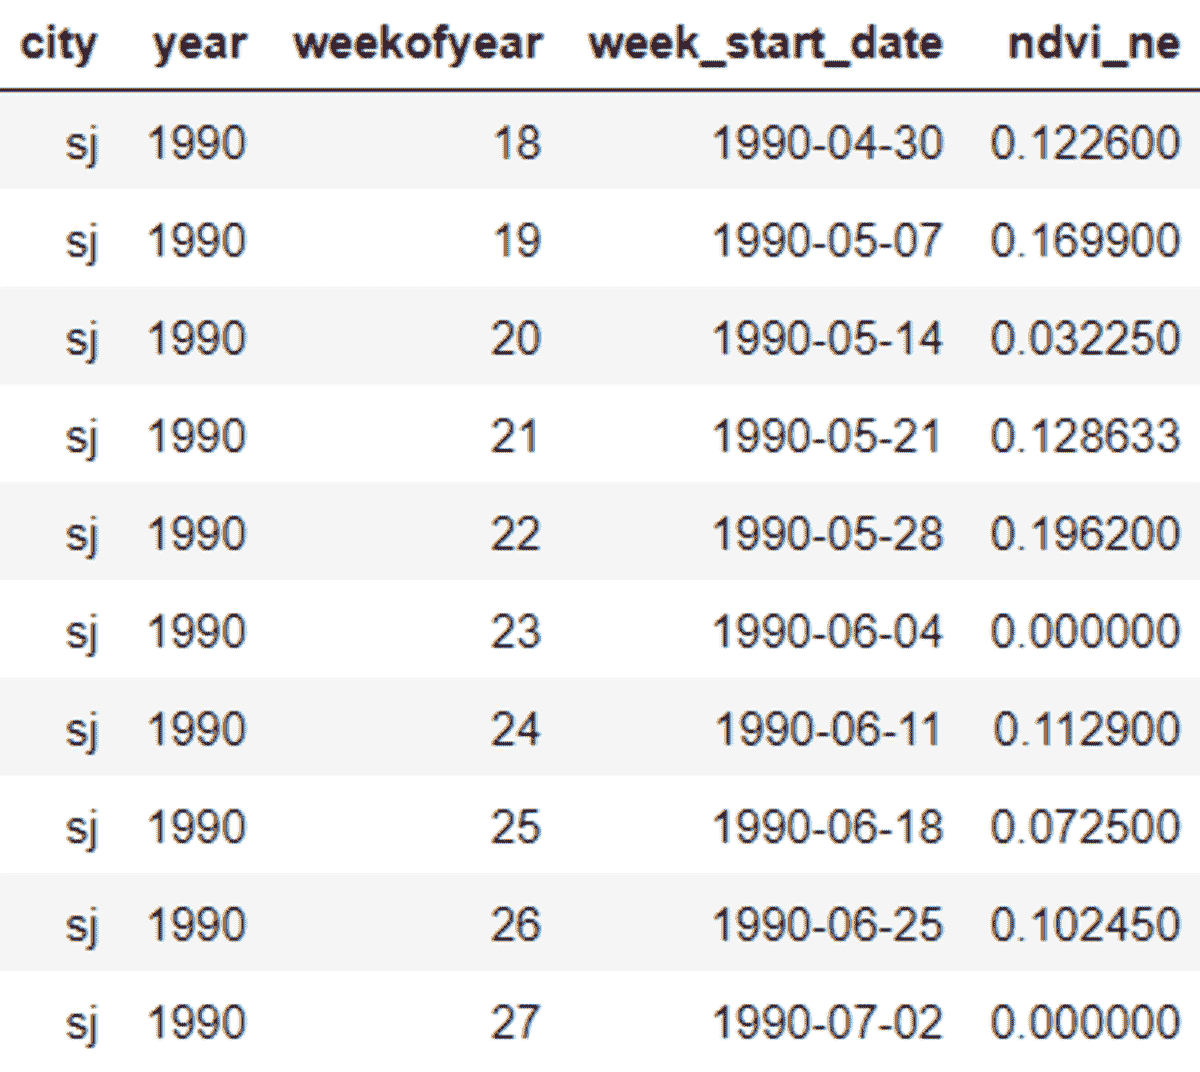 city year weekofyear week_start_date ndvi_ne
sj 1990 18 1990-04-30 0.122600
sj 1990 19 1990-05-07 0.169900
sj 1990 20 1990-05-14 0.032250
sj 1990 21 1990-05-21 0.128633
sj 1990 22 1990-05-28 0.196200
sj 1990 23 1990-06-04 0.000000
sj 1990 24 1990-06-11 0.112900
sj 1990 25 1990-06-18 0.072500
sj 1990 26 1990-06-25 0.102450
sj 1990 27 1990-07-02 0.000000